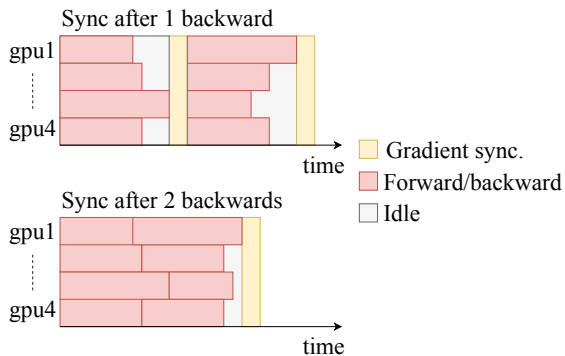 Sync after 1 backward
gpu1
gpu4
time
Gradient sync.
Forward/backward
Idle
Sync after 2 backwards
gpu1
gpu4
time